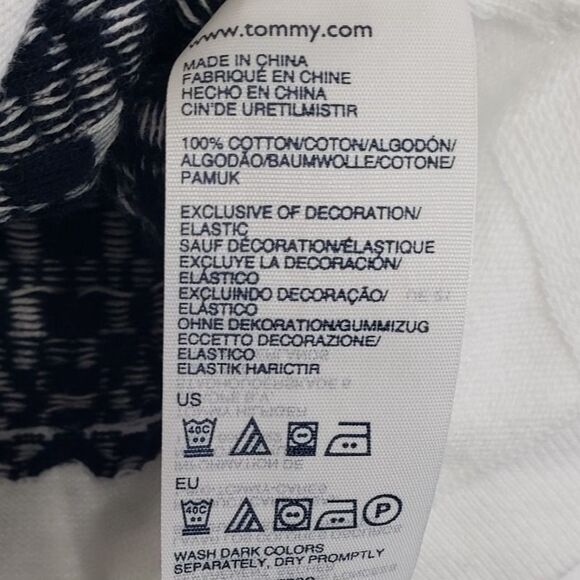 www.tommy.com
MADE IN CHINA
FABRIQUÉ EN CHINE
HECHO EN CHINA
CIN'DE URETILMISTIR
100% COTTON/COTON/ALGODÓN/
ALGODÃO/BAUMWOLLE/COTONE/
PAMUK
EXCLUSIVE OF DECORATION/
ELASTIC
SAUF DÉCORATION/ÉLASTIQUE
EXCLUYE LA DECORACIÓN/
ELÁSTICO
EXCLUINDO DECORAÇÃO/
ELÁSTICO
OHNE DEKORATION/GUMMIZUG
ECCETTO DECORAZIONE/
ELASTICO
ELASTIK HARICTIR
US
40C
EU
40C
P
WASH DARK COLORS
SEPARATELY, DRY PROMPTLY